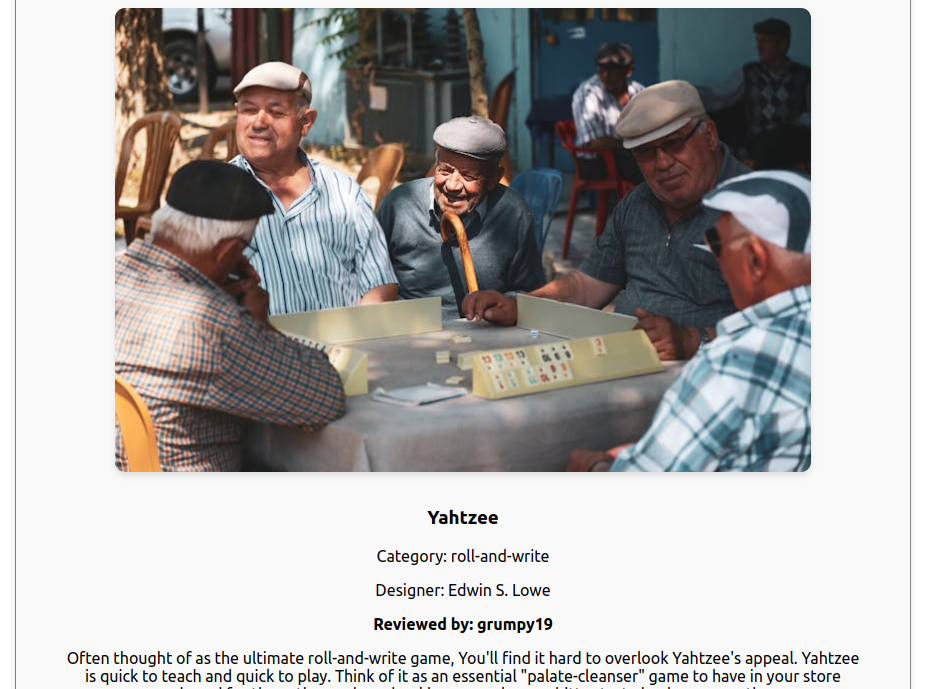 Yahtzee
Category: roll-and-write
Designer: Edwin S. Lowe
Reviewed by: grumpy19
Often thought of as the ultimate roll-and-write game, You'll find it hard to overlook Yahtzee's appeal. Yahtzee
is quick to teach and quick to play. Think of it as an essential "palate-cleanser" game to have in your store